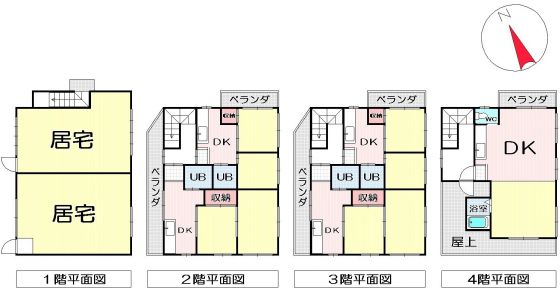 N
居宅
居宅
1階平面図
ベランダ
収納
DK
UB
UB
ベランダ
収納
DK
2階平面図
ベランダ
収納
DK
UB
UB
ベランダ
収納
DK
3階平面図
ベランダ
WC
DK
浴室
屋上
4階平面図